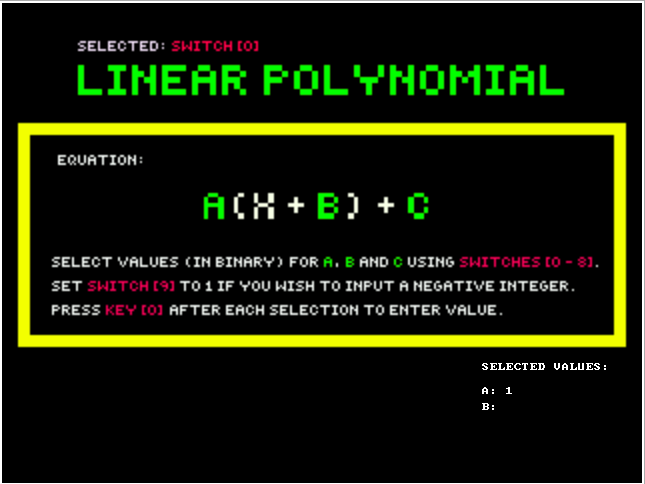 SELECTED: SWITCH [0]
LINEAR POLYNOMIAL
EQUATION:
A(X + B) + C
SELECT VALUES (IN BINARY) FOR A, B AND C USING SWITCHES [0 - 8].
SET SWITCH [9] TO 1 IF YOU WISH TO INPUT A NEGATIVE INTEGER.
PRESS KEY [0] AFTER EACH SELECTION TO ENTER VALUE.
SELECTED VALUES:
A: 1
B: